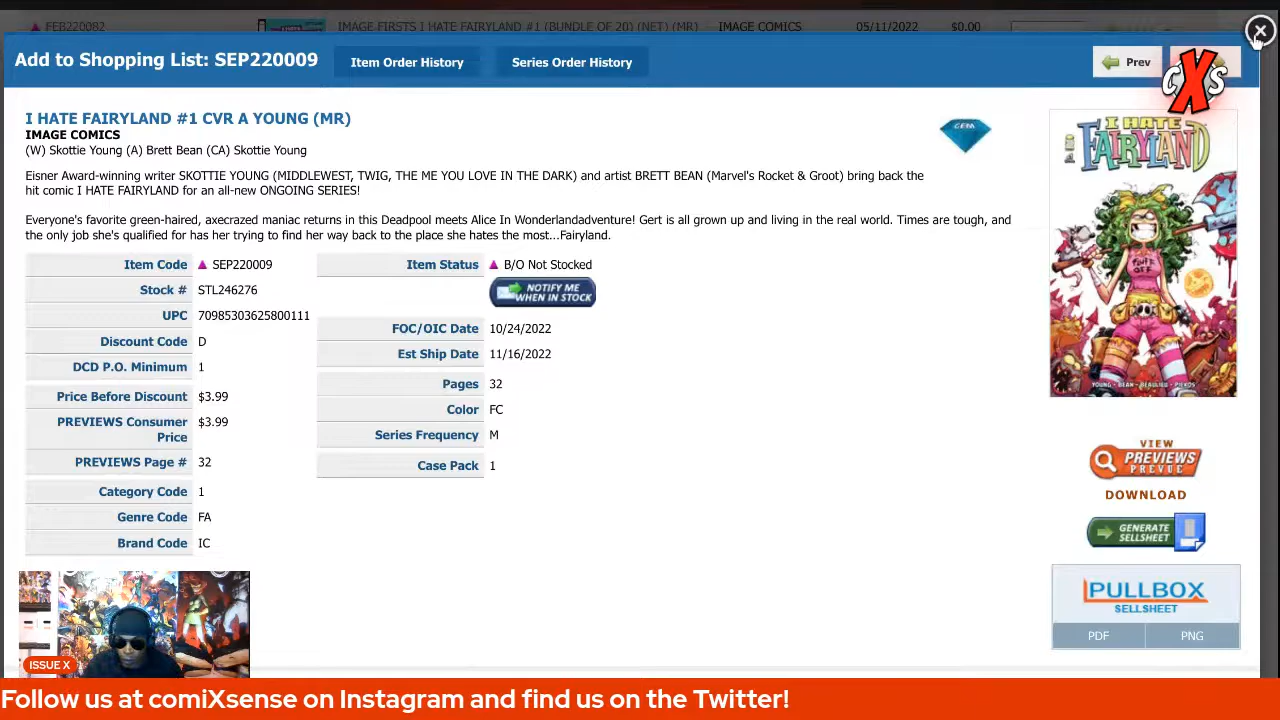 FEB220082 IMAGE FIRSTS I HATE FAIRYLAND #1 (BUNDLE OF 20) (NET) (MR) IMAGE COMICS 05/11/2022 $0.00
Add to Shopping List: SEP220009 Item Order History Series Order History Prev
CXS
I HATE FAIRYLAND #1 CVR A YOUNG (MR)
IMAGE COMICS
(W) Skottie Young (A) Brett Bean (CA) Skottie Young
GEM
Eisner Award-winning writer SKOTTIE YOUNG (MIDDLEWEST, TWIG, THE ME YOU LOVE IN THE DARK) and artist BRETT BEAN (Marvel's Rocket & Groot) bring back the
hit comic I HATE FAIRYLAND for an all-new ONGOING SERIES!
Everyone's favorite green-haired, axecrazed maniac returns in this Deadpool meets Alice In Wonderlandadventure! Gert is all grown up and living in the real world. Times are tough, and
the only job she's qualified for has her trying to find her way back to the place she hates the most...Fairyland.
Item Code SEP220009
Stock # STL246276
UPC 70985303625800111
Discount Code D
DCD P.O. Minimum 1
Price Before Discount $3.99
PREVIEWS Consumer
Price $3.99
PREVIEWS Page # 32
Category Code 1
Genre Code FA
Brand Code IC
Item Status B/O Not Stocked
NOTIFY ME
WHEN IN STOCK
FOC/OIC Date 10/24/2022
Est Ship Date 11/16/2022
Pages 32
Color FC
Series Frequency M
Case Pack 1
I HATE
FAIRYLAND
FLUFF
OFF
YOUNG · BEAN · BEAULIEU · PIEKOS
VIEW
PREVIEWS
PREVUE
DOWNLOAD
GENERATE
SELLSHEET
PULLBOX
SELLSHEET
PDF PNG
ISSUE X
Follow us at comiXsense on Instagram and find us on the Twitter!